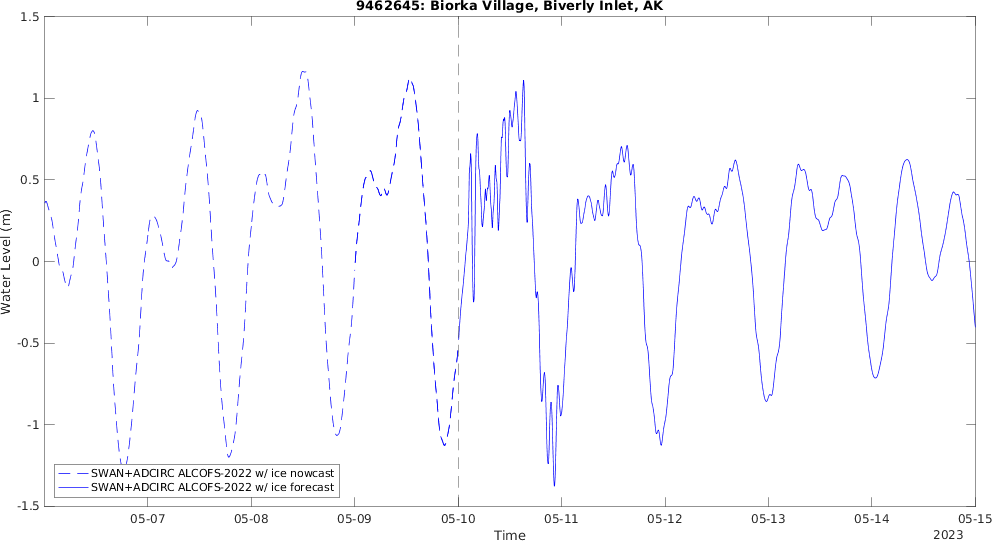 9462645: Biorka Village, Biverly Inlet, AK
Water Level (m)
1.5
1
0.5
0
-0.5
-1
-1.5
SWAN+ADCIRC ALCOFS-2022 w/ ice nowcast
SWAN+ADCIRC ALCOFS-2022 w/ ice forecast
05-07 05-08 05-09 05-10 05-11 05-12 05-13 05-14 05-15
Time
2023